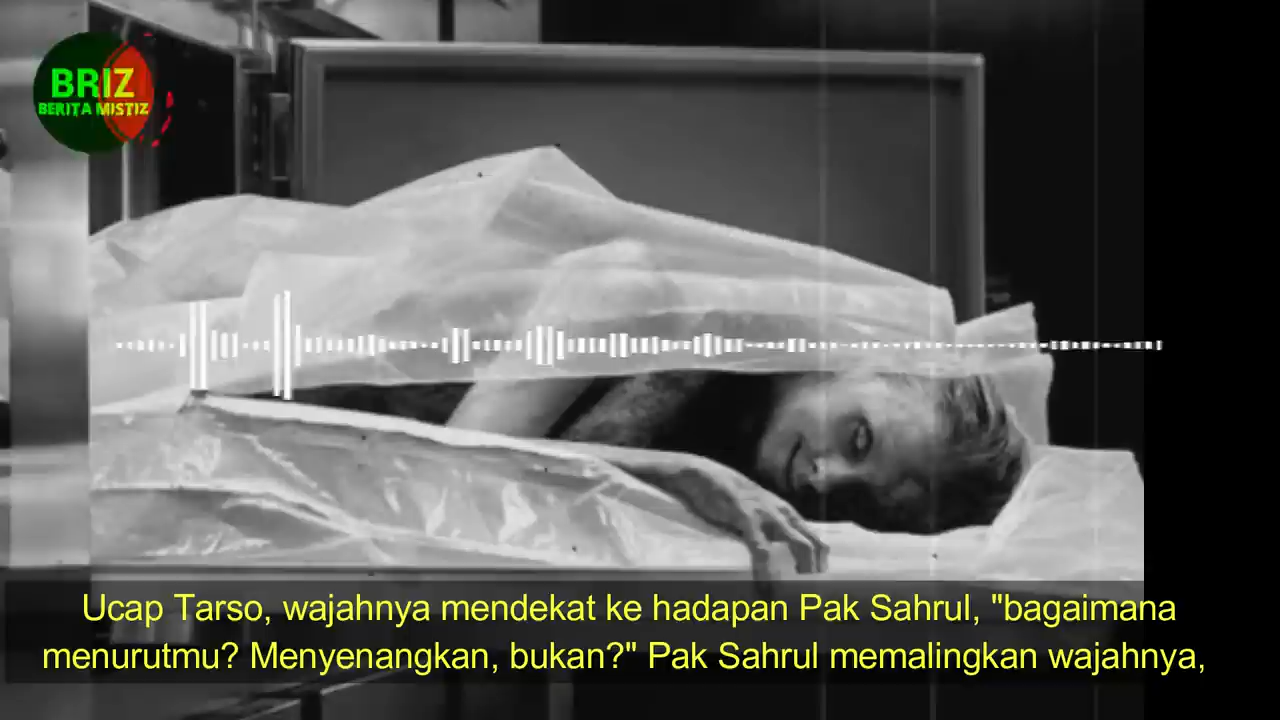 BRIZ
BERITA MISTIZ
Ucap Tarso, wajahnya mendekat ke hadapan Pak Sahrul, "bagaimana
menurutmu? Menyenangkan, bukan?" Pak Sahrul memalingkan wajahnya,